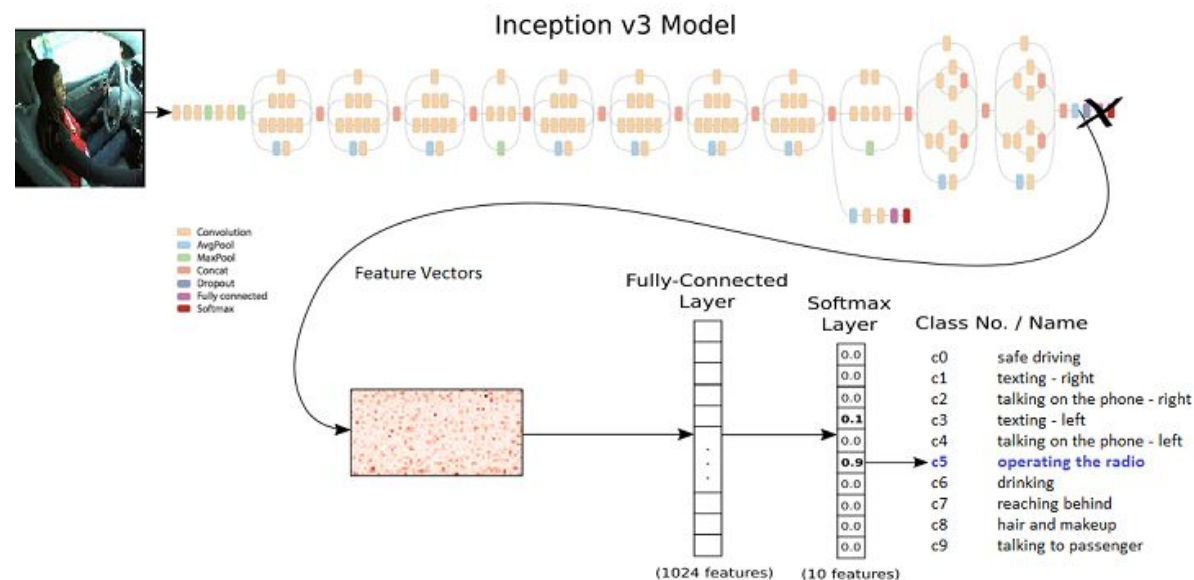 Inception v3 Model
Convolution
AvgPool
MaxPool
Concat
Dropout
Fully connected
Softmax
Feature Vectors
Fully-Connected
Layer
(1024 features)
Softmax
Layer
0.0
0.0
0.0
0.1
0.0
0.9
0.0
0.0
0.0
0.0
(10 features)
Class No. / Name
c0 safe driving
c1 texting - right
c2 talking on the phone - right
c3 texting - left
c4 talking on the phone - left
c5 operating the radio
c6 drinking
c7 reaching behind
c8 hair and makeup
c9 talking to passenger